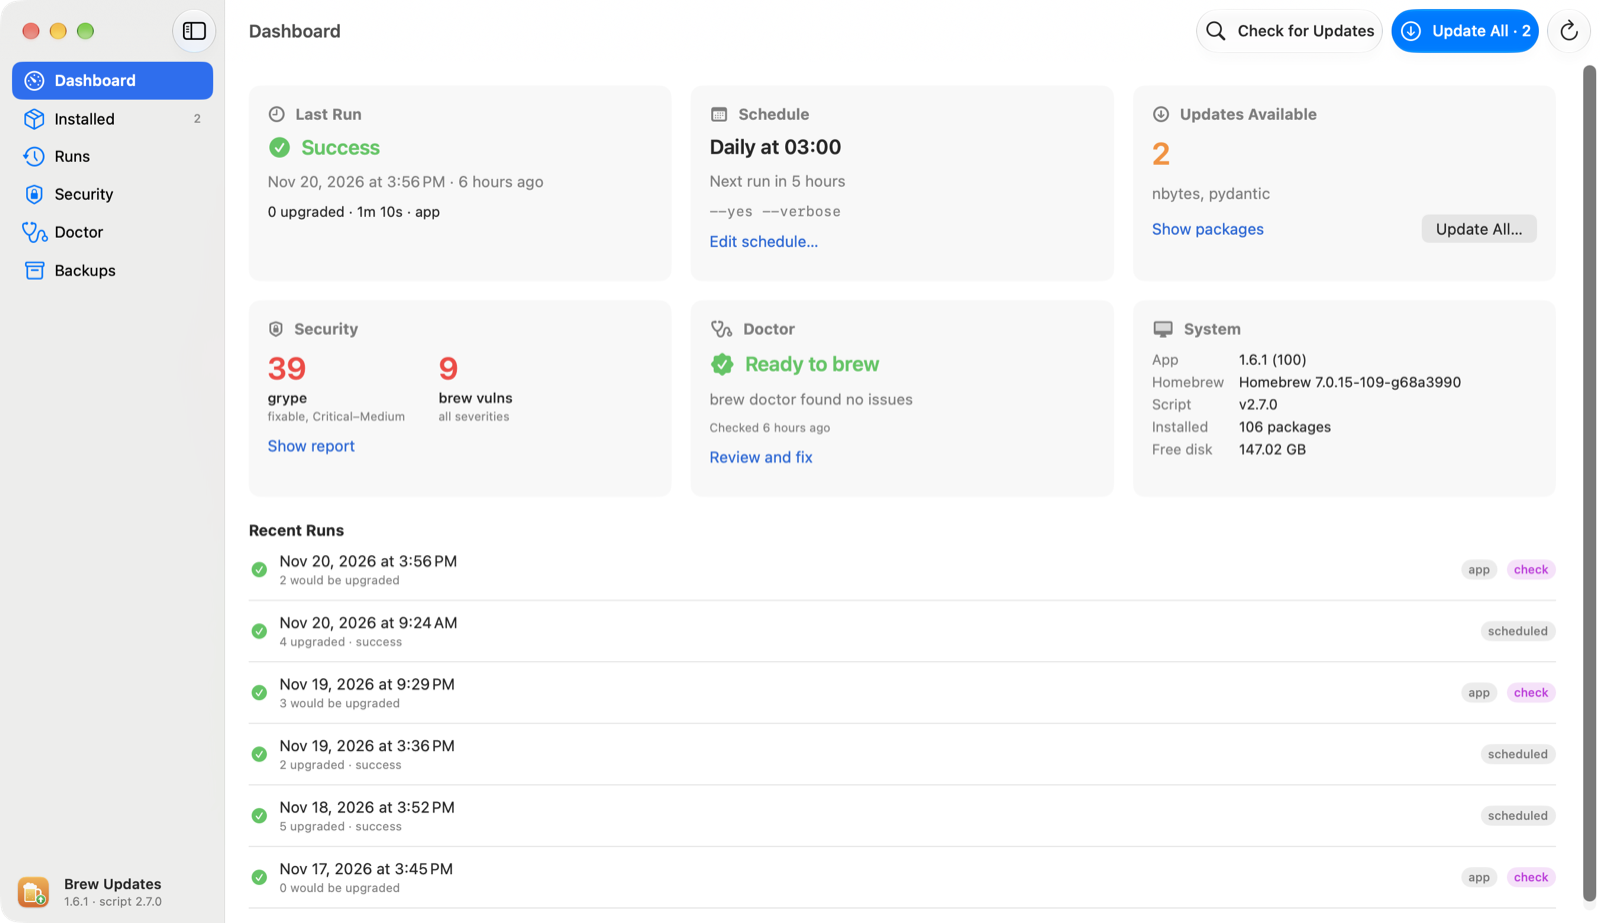 Dashboard
Check for Updates
Update All · 2
Dashboard
Installed 2
Runs
Security
Doctor
Backups
Last Run
Success
Nov 20, 2026 at 3:56 PM · 6 hours ago
0 upgraded · 1m 10s · app
Schedule
Daily at 03:00
Next run in 5 hours
--yes --verbose
Edit schedule...
Updates Available
2
nbytes, pydantic
Show packages
Update All...
Security
39
grype
fixable, Critical–Medium
9
brew vulns
all severities
Show report
Doctor
Ready to brew
brew doctor found no issues
Checked 6 hours ago
Review and fix
System
App 1.6.1 (100)
Homebrew Homebrew 7.0.15-109-g68a3990
Script v2.7.0
Installed 106 packages
Free disk 147.02 GB
Recent Runs
Nov 20, 2026 at 3:56 PM
2 would be upgraded
app check
Nov 20, 2026 at 9:24 AM
4 upgraded · success
scheduled
Nov 19, 2026 at 9:29 PM
3 would be upgraded
app check
Nov 19, 2026 at 3:36 PM
2 upgraded · success
scheduled
Nov 18, 2026 at 3:52 PM
5 upgraded · success
scheduled
Nov 17, 2026 at 3:45 PM
0 would be upgraded
app check
Brew Updates
1.6.1 · script 2.7.0